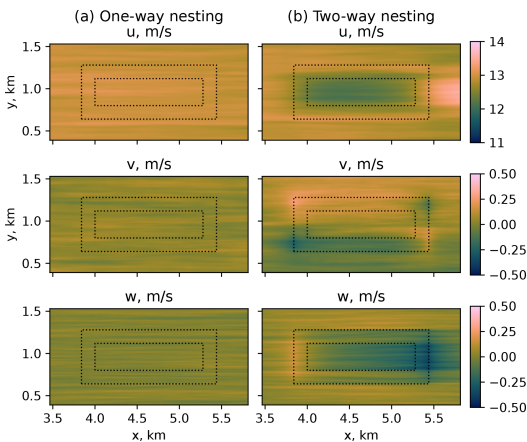 (a) One-way nesting (b) Two-way nesting
u, m/s u, m/s
1.5 14
y, km 1.0 13
12
0.5 11
v, m/s v, m/s
1.5 0.50
0.25
y, km 1.0 0.00
−0.25
0.5 −0.50
w, m/s w, m/s
1.5 0.50
0.25
1.0 0.00
−0.25
0.5 −0.50
3.5 4.0 4.5 5.0 5.5 4.0 4.5 5.0 5.5
x, km x, km